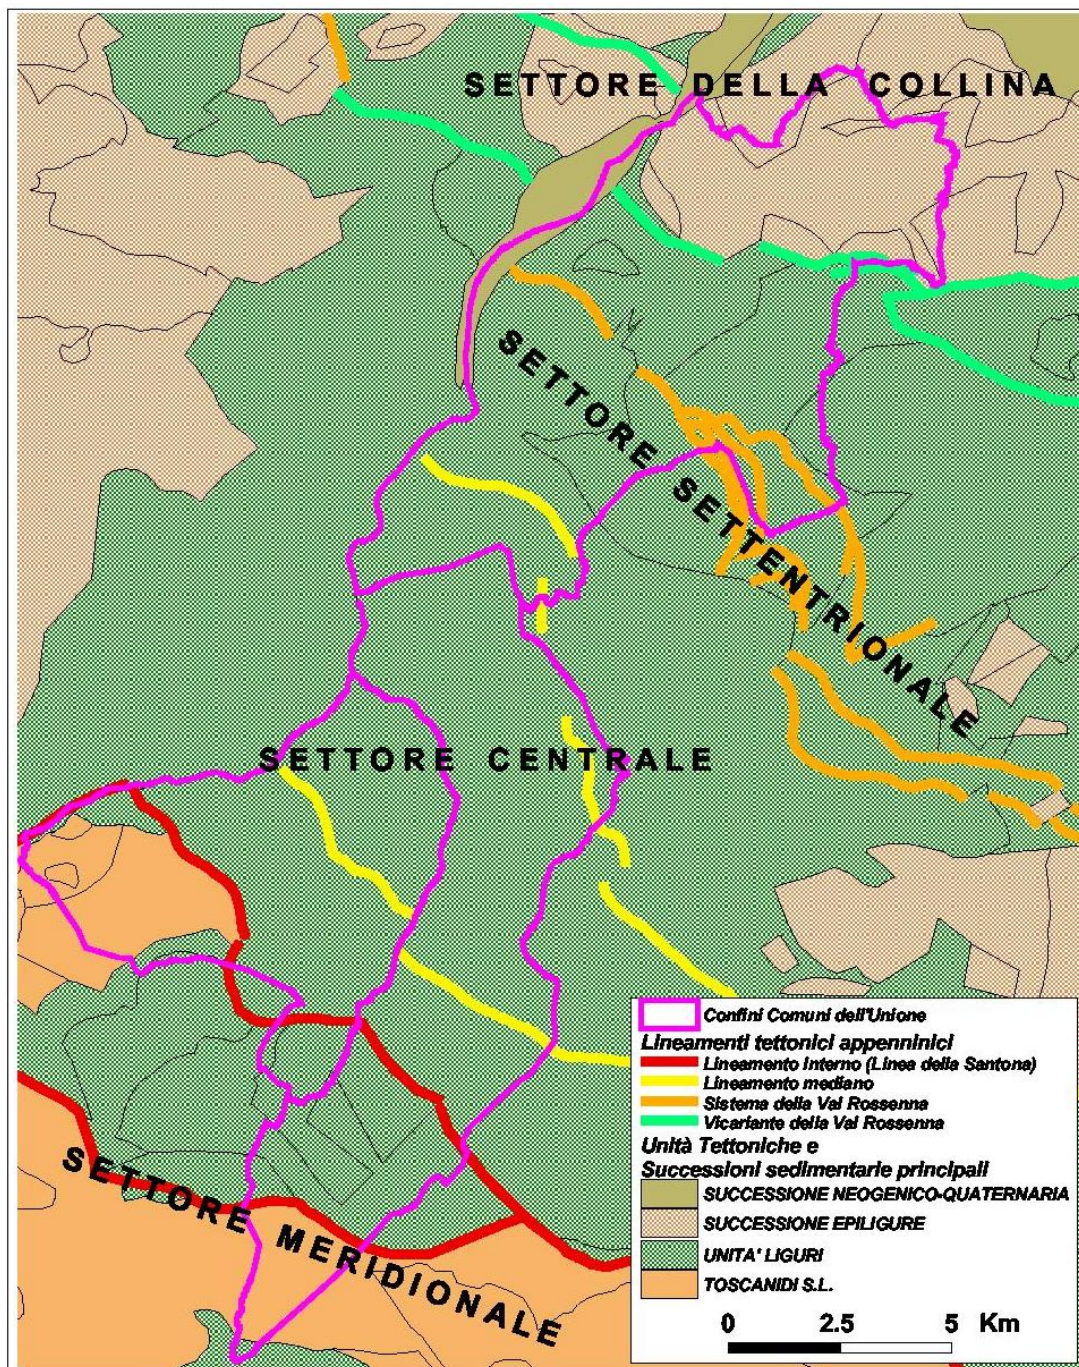 SETTORE DELLA COLLINA
SETTORE SETTENTRIONALE
SETTORE CENTRALE
SETTORE MERIDIONALE
Confini Comuni dell'Unione
Lineamenti tettonici appenninici
Lineamento interno (Linea della Santona)
Lineamento mediano
Sistema della Val Rossenna
Vicariante della Val Rossenna
Unità Tettoniche e
Successioni sedimentarie principali
SUCCESSIONE NEOGENICO-QUATERNARIA
SUCCESSIONE EPILIGURE
UNITA' LIGURI
TOSCANIDI S.L.
0 2.5 5 Km